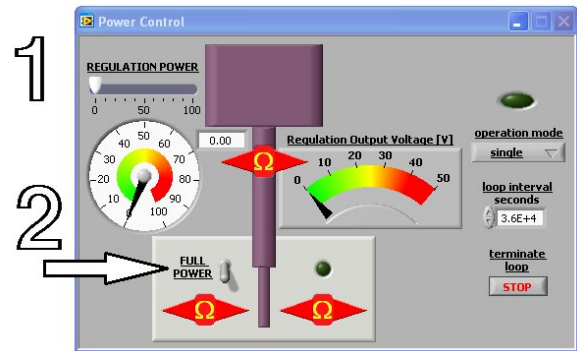 Power Control
1
REGULATION POWER
0 50 100
0.00
0 10 20 30 40 50 60 70 80 90 100
Ω
Regulation Output Voltage [V]
0 10 20 30 40 50
operation mode
single
loop interval
seconds
3.6E+4
terminate
loop
STOP
2
FULL
POWER
Ω
Ω